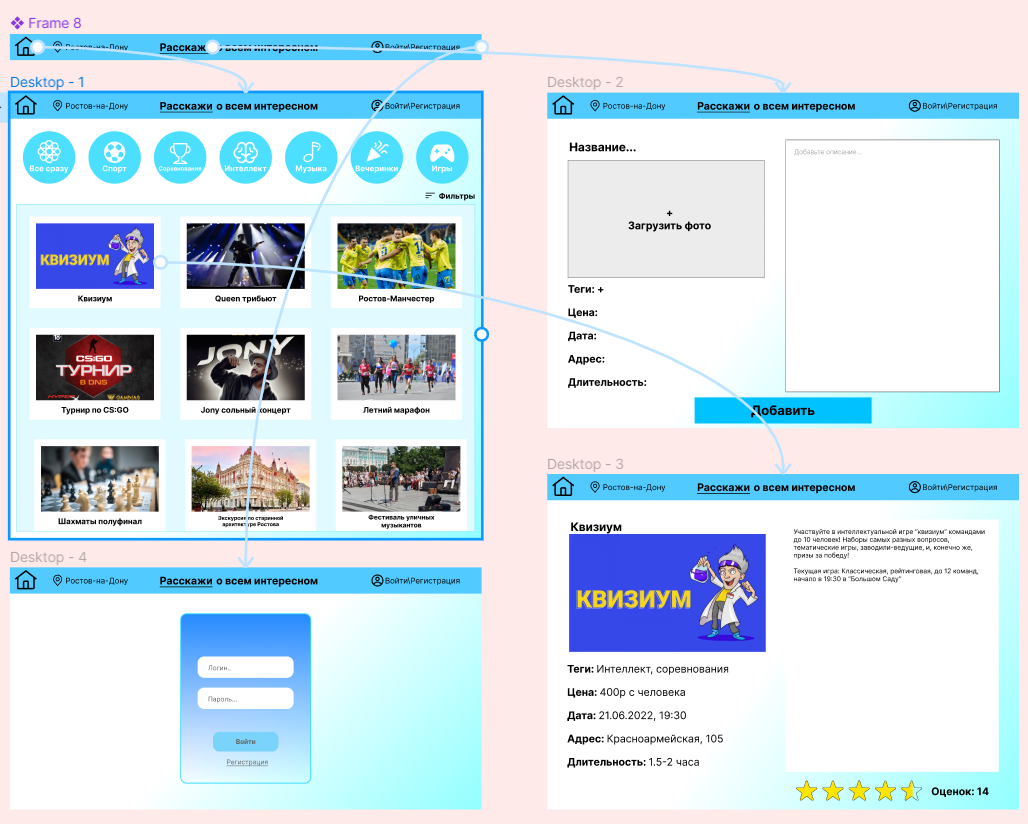 Frame 8
Ростов-на-Дону
Расскажи о всем интересном
Войти\Регистрация
Desktop - 1
Ростов-на-Дону
Расскажи о всем интересном
Войти\Регистрация
Все сразу
Спорт
Соревнования
Интеллект
Музыка
Вечеринки
Игры
Фильтры
КВИЗИУМ
Квизиум
Queen трибьют
Ростов-Манчестер
18
CS:GO
ТУРНИР
В DNS
HYPERX
GAMDIAS
Турнир по CS:GO
JONY
Jony сольный концерт
Летний марафон
Шахматы полуфинал
Экскурсия по старинной
архитектуре Ростова
Фестиваль уличных
музыкантов
Desktop - 2
Ростов-на-Дону
Расскажи о всем интересном
Войти\Регистрация
Название...
+
Загрузить фото
Теги: +
Цена:
Дата:
Адрес:
Длительность:
Добавьте описание...
Добавить
Desktop - 3
Ростов-на-Дону
Расскажи о всем интересном
Войти\Регистрация
Квизиум
КВИЗИУМ
Теги: Интеллект, соревнования
Цена: 400р с человека
Дата: 21.06.2022, 19:30
Адрес: Красноармейская, 105
Длительность: 1.5-2 часа
Участвуйте в интеллектуальной игре "квизиум" командами
до 10 человек! Наборы самых разных вопросов,
тематические игры, заводили-ведущие, и, конечно же,
призы за победу!
Текущая игра: Классическая, рейтинговая, до 12 команд,
начало в 19:30 в "Большом Саду"
Оценок: 14
Desktop - 4
Ростов-на-Дону
Расскажи о всем интересном
Войти\Регистрация
Логин..
Пароль...
Войти
Регистрация